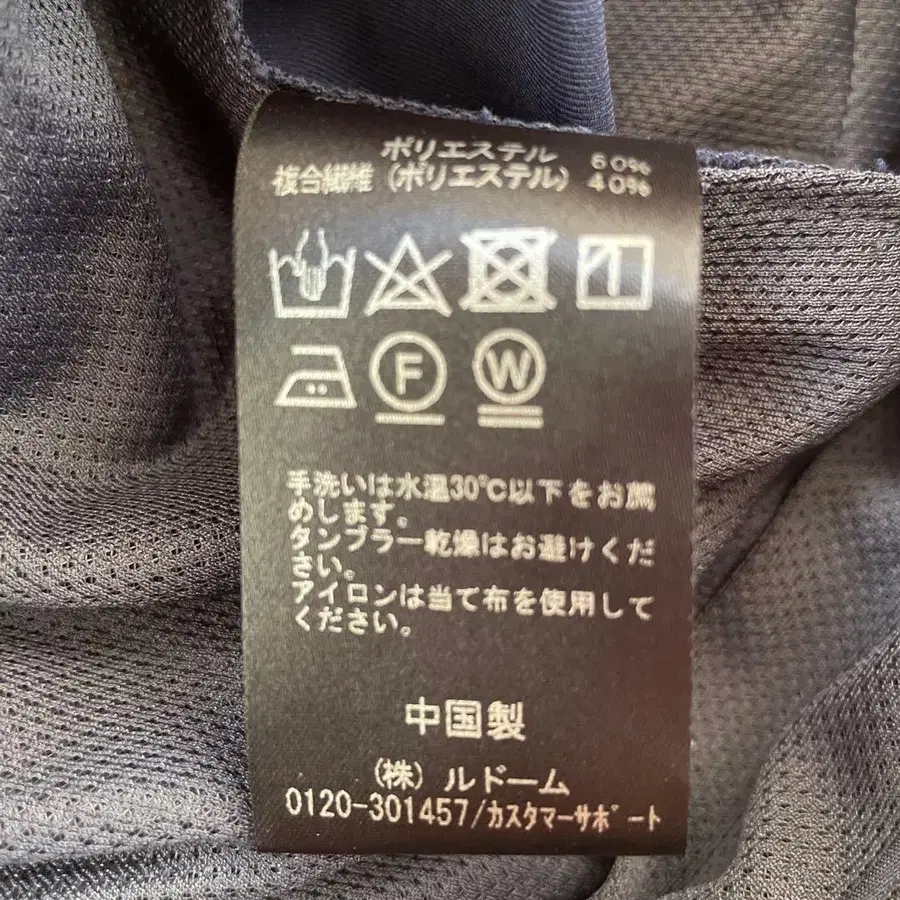 ポリエステル 60%
複合繊維(ポリエステル) 40%
F W
手洗いは水温30℃以下をお薦
めします。
タンブラー乾燥はお避けくだ
さい。
アイロンは当て布を使用して
ください。
中国製
(株)ルドーム
0120-301457/カスタマーサポート